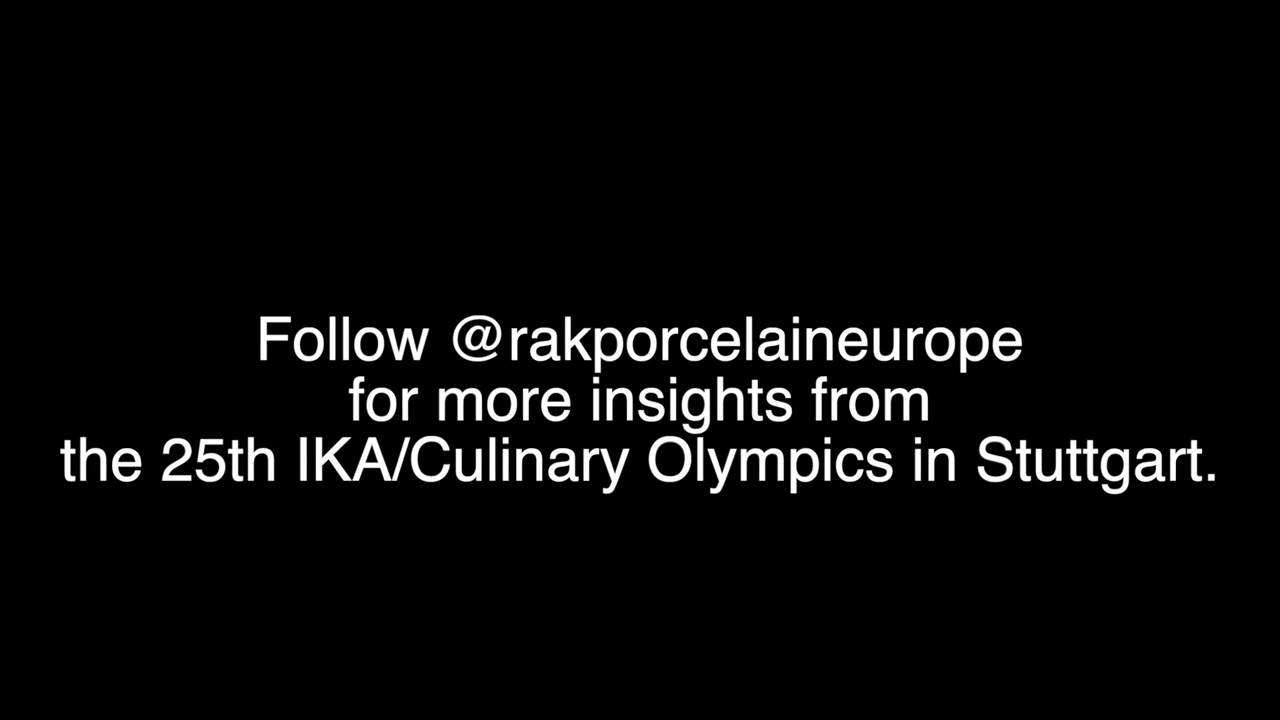 Follow @rakporcelaineurope
for more insights from
the 25th IKA/Culinary Olympics in Stuttgart.